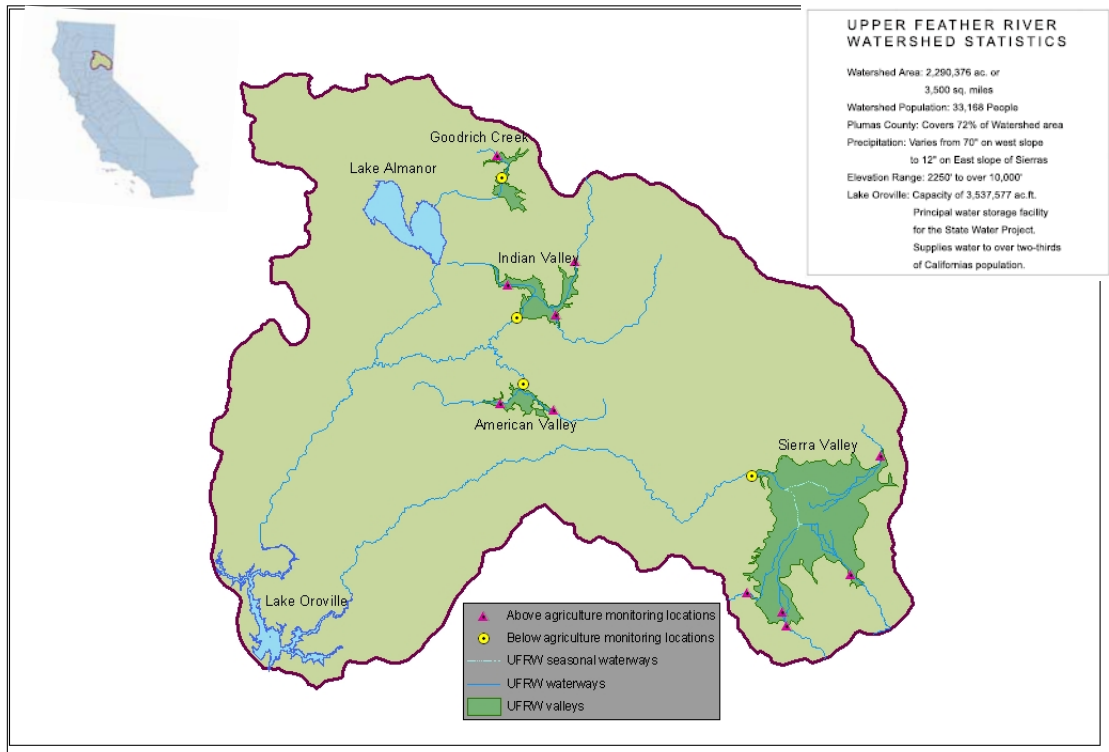 UPPER FEATHER RIVER
WATERSHED STATISTICS
Watershed Area: 2,290,376 ac. or
3,500 sq. miles
Watershed Population: 33,168 People
Plumas County: Covers 72% of Watershed area
Precipitation: Varies from 70" on west slope
to 12" on East slope of Sierras
Elevation Range: 2250' to over 10,000'
Lake Oroville: Capacity of 3,537,577 ac.ft.
Principal water storage facility
for the State Water Project.
Supplies water to over two-thirds
of Californias population.
Goodrich Creek
Lake Almanor
Indian Valley
American Valley
Sierra Valley
Lake Oroville
Above agriculture monitoring locations
Below agriculture monitoring locations
UFRW seasonal waterways
UFRW waterways
UFRW valleys